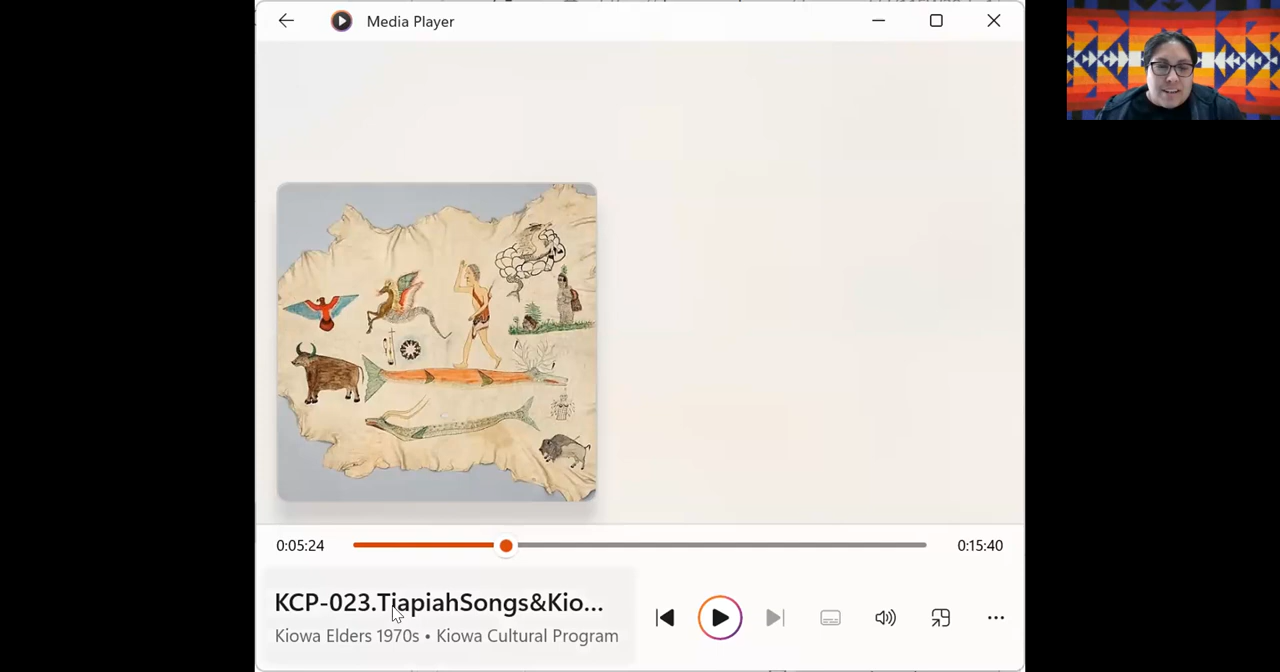 Media Player
0:05:24
0:15:40
KCP-023.TiapiahSongs&Kio...
Kiowa Elders 1970s • Kiowa Cultural Program